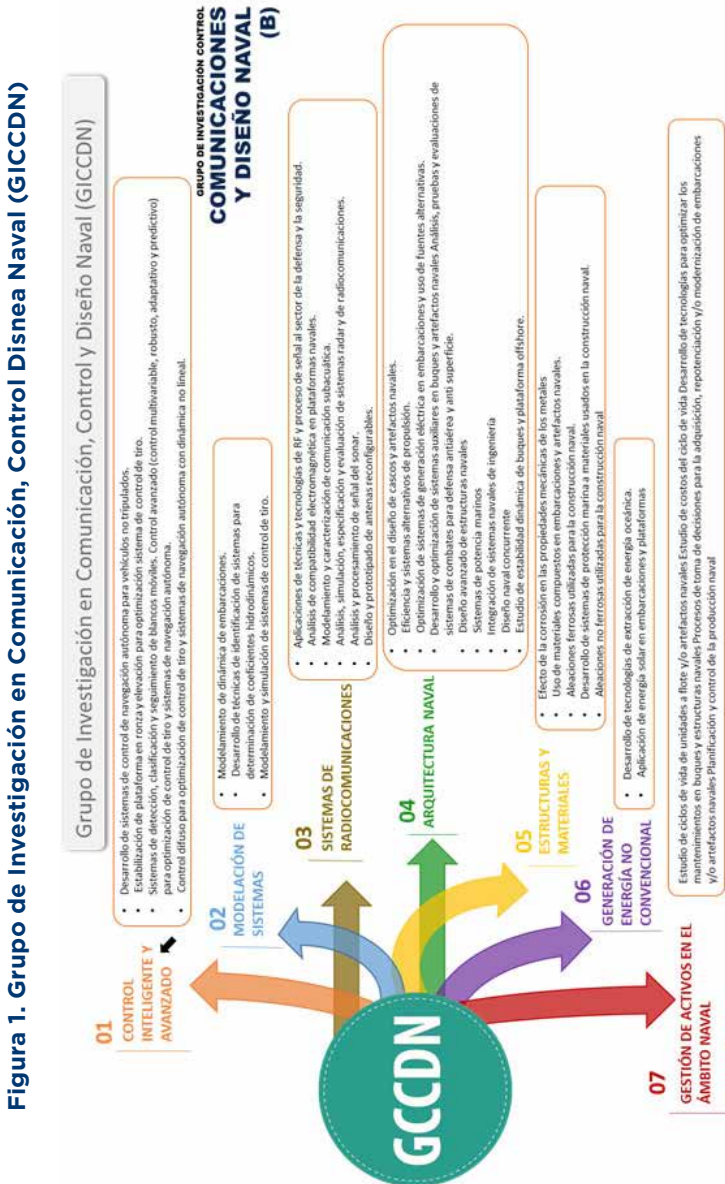 Figura 1. Grupo de Investigación en Comunicación, Control Disnea Naval (GICCDN)
Grupo de Investigación en Comunicación, Control y Diseño Naval (GICCDN)
GRUPO DE INVESTIGACIÓN CONTROL
COMUNICACIONES
Y DISEÑO NAVAL
(B)
GCCDN
01
CONTROL
INTELIGENTE Y
AVANZADO
• Desarrollo de sistemas de control de navegación autónoma para vehículos no tripulados.
• Estabilización de plataforma en ronza y elevación para optimización sistema de control de tiro.
• Sistemas de detección, clasificación y seguimiento de blancos móviles. Control avanzado (control multivariable, robusto, adaptativo y predictivo)
para optimización de control de tiro y sistemas de navegación autónoma.
• Control difuso para optimización de control de tiro y sistemas de navegación autónoma con dinámica no lineal.
02
MODELACIÓN DE
SISTEMAS
• Modelamiento de dinámica de embarcaciones.
• Desarrollo de técnicas de identificación de sistemas para
determinación de coeficientes hidrodinámicos.
• Modelamiento y simulación de sistemas de control de tiro.
03
SISTEMAS DE
RADIOCOMUNICACIONES
• Aplicaciones de técnicas y tecnologías de RF y proceso de señal al sector de la defensa y la seguridad.
• Análisis de compatibilidad electromagnética en plataformas navales.
• Modelamiento y caracterización de comunicación subacuática.
• Análisis, simulación, especificación y evaluación de sistemas radar y de radiocomunicaciones.
• Análisis y procesamiento de señal del sonar.
• Diseño y prototipado de antenas reconfigurables.
04
ARQUITECTURA NAVAL
• Optimización en el diseño de cascos y artefactos navales.
• Eficiencia y sistemas alternativos de propulsión.
Optimización de sistemas de generación eléctrica en embarcaciones y uso de fuentes alternativas.
• Desarrollo y optimización de sistemas auxiliares en buques y artefactos navales Análisis, pruebas y evaluaciones de
sistemas de combates para defensa antiaérea y anti superficie.
• Diseño avanzado de estructuras navales
• Sistemas de potencia marinos
• Integración de sistemas navales de ingeniería
• Diseño naval concurrente
• Estudio de estabilidad dinámica de buques y plataforma offshore.
05
ESTRUCTURAS Y
MATERIALES
• Efecto de la corrosión en las propiedades mecánicas de los metales
• Uso de materiales compuestos en embarcaciones y artefactos navales.
• Aleaciones ferrosas utilizadas para la construcción naval.
• Desarrollo de sistemas de protección marina a materiales usados en la construcción naval.
• Aleaciones no ferrosas utilizadas para la construcción naval
06
GENERACIÓN DE
ENERGÍA NO
CONVENCIONAL
• Desarrollo de tecnologías de extracción de energía oceánica.
• Aplicación de energía solar en embarcaciones y plataformas
07
GESTIÓN DE ACTIVOS EN EL
ÁMBITO NAVAL
Estudio de ciclos de vida de unidades a flote y/o artefactos navales Estudio de costos del ciclo de vida Desarrollo de tecnologías para optimizar los
mantenimientos en buques y estructuras navales Procesos de toma de decisiones para la adquisición, repotenciación y/o modernización de embarcaciones
y/o artefactos navales Planificación y control de la producción naval